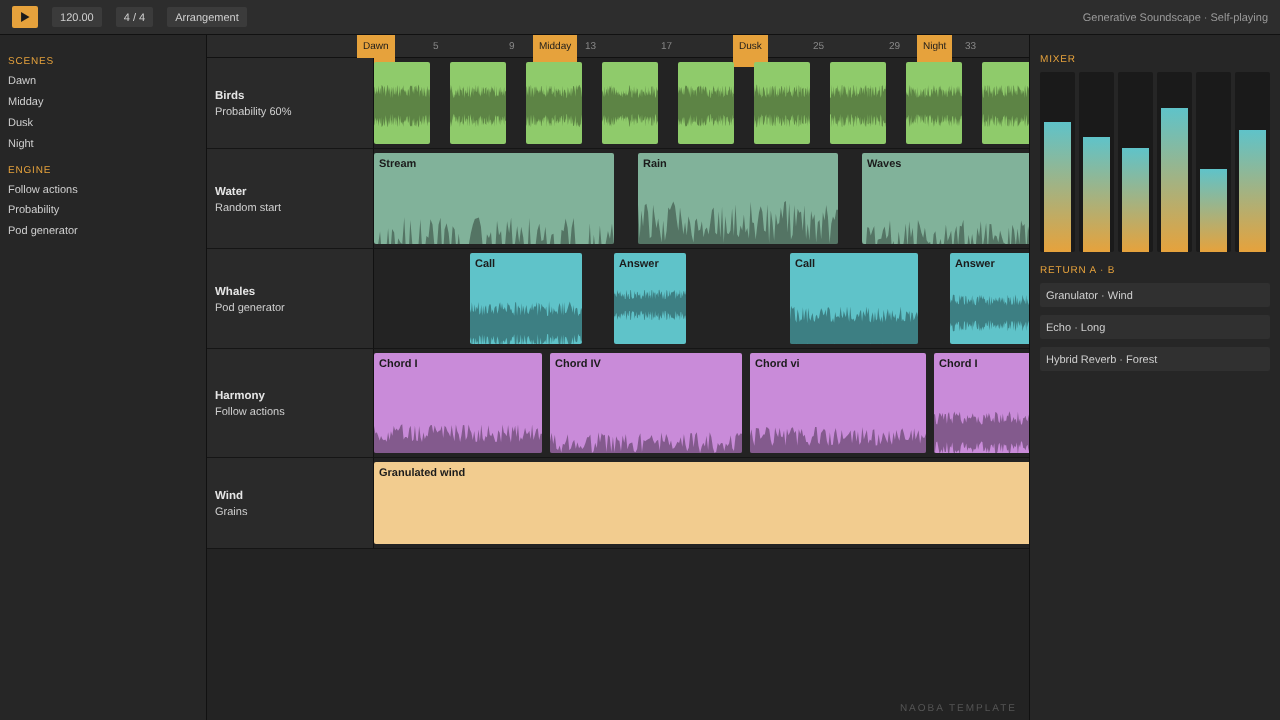 120.00
4 / 4
Arrangement
Generative Soundscape · Self-playing
SCENES
Dawn
Midday
Dusk
Night
ENGINE
Follow actions
Probability
Pod generator
Dawn 5 9 Midday 13 17 Dusk 25 29 Night 33
Birds
Probability 60%
Water
Random start
Stream
Rain
Waves
Whales
Pod generator
Call
Answer
Call
Answer
Harmony
Follow actions
Chord I
Chord IV
Chord vi
Chord I
Wind
Grains
Granulated wind
MIXER
RETURN A · B
Granulator · Wind
Echo · Long
Hybrid Reverb · Forest
NAOBA TEMPLATE